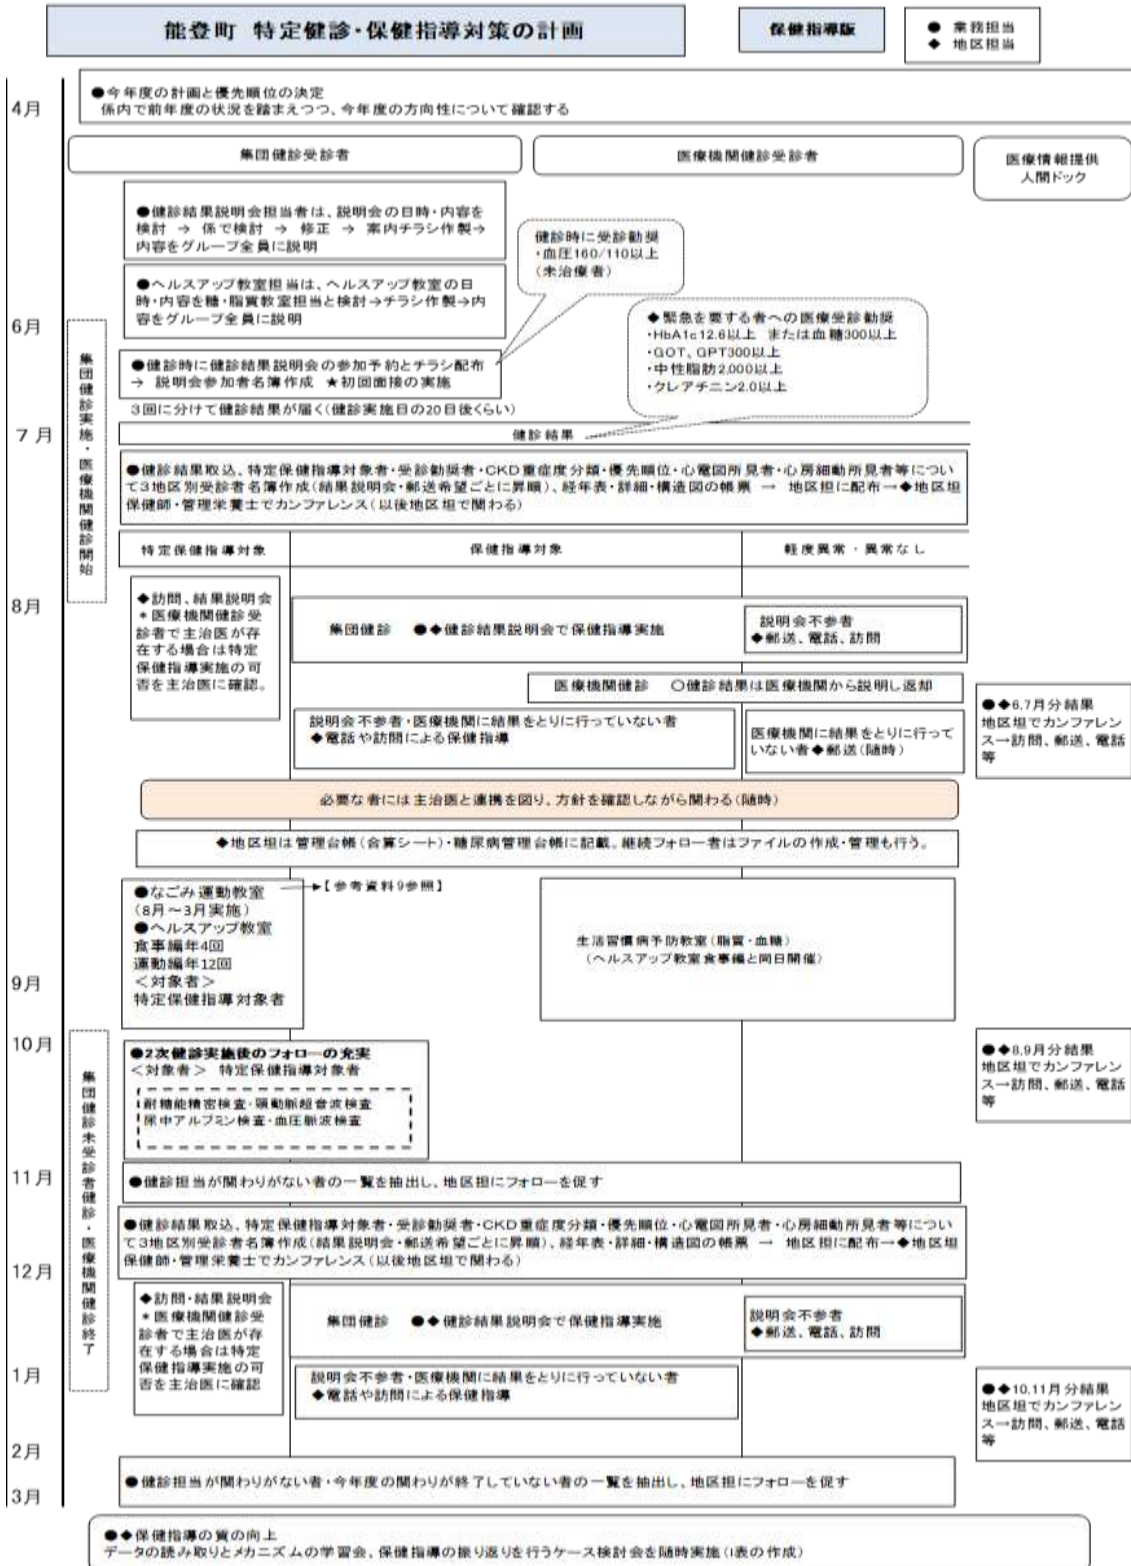 能登町 特定健診・保健指導対策の計画
保健指導版
● 業務担当
◆ 地区担当
4月
●今年度の計画と優先順位の決定
係内で前年度の状況を踏まえつつ、今年度の方向性について確認する
集団健診受診者
医療機関健診受診者
医療情報提供
人間ドック
●健診結果説明会担当者は、説明会の日時・内容を
検討 → 係で検討 → 修正 → 案内チラシ作製→
内容をグループ全員に説明
健診時に受診勧奨
・血圧160/110以上
(未治療者)
●ヘルスアップ教室担当は、ヘルスアップ教室の日
時・内容を糖・脂質教室担当と検討→チラシ作製→内
容をグループ全員に説明
6月
◆緊急を要する者への医療受診勧奨
・HbA1c12.6以上 または血糖300以上
・GOT、GPT300以上
・中性脂肪2,000以上
・クレアチニン2.0以上
集団健診実施・医療機関健診開始
●健診時に健診結果説明会の参加予約とチラシ配布
→ 説明会参加者名簿作成 ★初回面接の実施
3回に分けて健診結果が届く(健診実施日の20日後くらい)
7月
健診結果
●健診結果取込、特定保健指導対象者・受診勧奨者・CKD重症度分類・優先順位・心電図所見者・心房細動所見者等につい
て3地区別受診者名簿作成(結果説明会・郵送希望ごとに昇順)、経年表・詳細・構造図の帳票 → 地区担に配布→◆地区坦
保健師・管理栄養士でカンファレンス(以後地区坦で関わる)
特定保健指導対象
保健指導対象
軽度異常・異常なし
8月
◆訪問、結果説明会
*医療機関健診受
診者で主治医が存
在する場合は特定
保健指導実施の可
否を主治医に確認。
集団健診 ●◆健診結果説明会で保健指導実施
説明会不参者
◆郵送、電話、訪問
医療機関健診 〇健診結果は医療機関から説明し返却
説明会不参者・医療機関に結果をとりに行っていない者
◆電話や訪問による保健指導
医療機関に結果をとりに行って
いない者◆郵送(随時)
●◆6.7月分結果
地区坦でカンファレン
ス→訪問、郵送、電話
等
必要な者には主治医と連携を図り、方針を確認しながら関わる(随時)
◆地区坦は管理台帳(合算シート)・糖尿病管理台帳に記載。継続フォロー者はファイルの作成・管理も行う。
●なごみ運動教室
(8月~3月実施)
●ヘルスアップ教室
食事編年4回
運動編年12回
<対象者>
特定保健指導対象者
【参考資料9参照】
生活習慣病予防教室(脂質・血糖)
(ヘルスアップ教室食事編と同日開催)
9月
10月
集団健診未受診者健診・医療機関健診終了
●2次健診実施後のフォローの充実
<対象者> 特定保健指導対象者
耐糖能精密検査・頸動脈超音波検査
尿中アルブミン検査・血圧脈波検査
●◆8.9月分結果
地区坦でカンファレン
ス→訪問、郵送、電話
等
11月
●健診担当が関わりがない者の一覧を抽出し、地区担にフォローを促す
●健診結果取込、特定保健指導対象者・受診勧奨者・CKD重症度分類・優先順位・心電図所見者・心房細動所見者等につい
て3地区別受診者名簿作成(結果説明会・郵送希望ごとに昇順)、経年表・詳細・構造図の帳票 → 地区担に配布→◆地区坦
保健師・管理栄養士でカンファレンス(以後地区坦で関わる)
12月
◆訪問・結果説明会
*医療機関健診受
診者で主治医が存
在する場合は特定
保健指導実施の可
否を主治医に確認
集団健診 ●◆健診結果説明会で保健指導実施
説明会不参者
◆郵送、電話、訪問
1月
説明会不参者・医療機関に結果をとりに行っていない者
◆電話や訪問による保健指導
●◆10.11月分結果
地区坦でカンファレン
ス→訪問、郵送、電話
等
2月
●健診担当が関わりがない者・今年度の関わりが終了していない者の一覧を抽出し、地区担にフォローを促す
3月
●◆保健指導の質の向上
データの読み取りとメカニズムの学習会、保健指導の振り返りを行うケース検討会を随時実施(I表の作成)